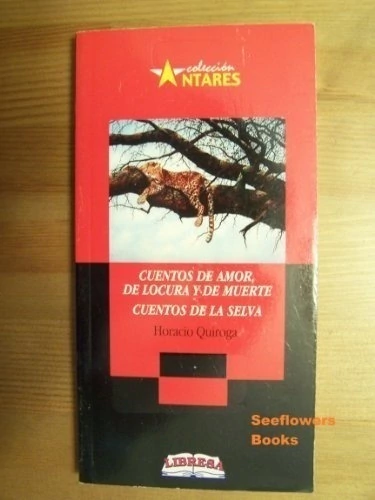 colección
ANTARES
CUENTOS DE AMOR,
DE LOCURA Y DE MUERTE
CUENTOS DE LA SELVA
Horacio Quiroga
LIBRESA
Seeflowers
Books